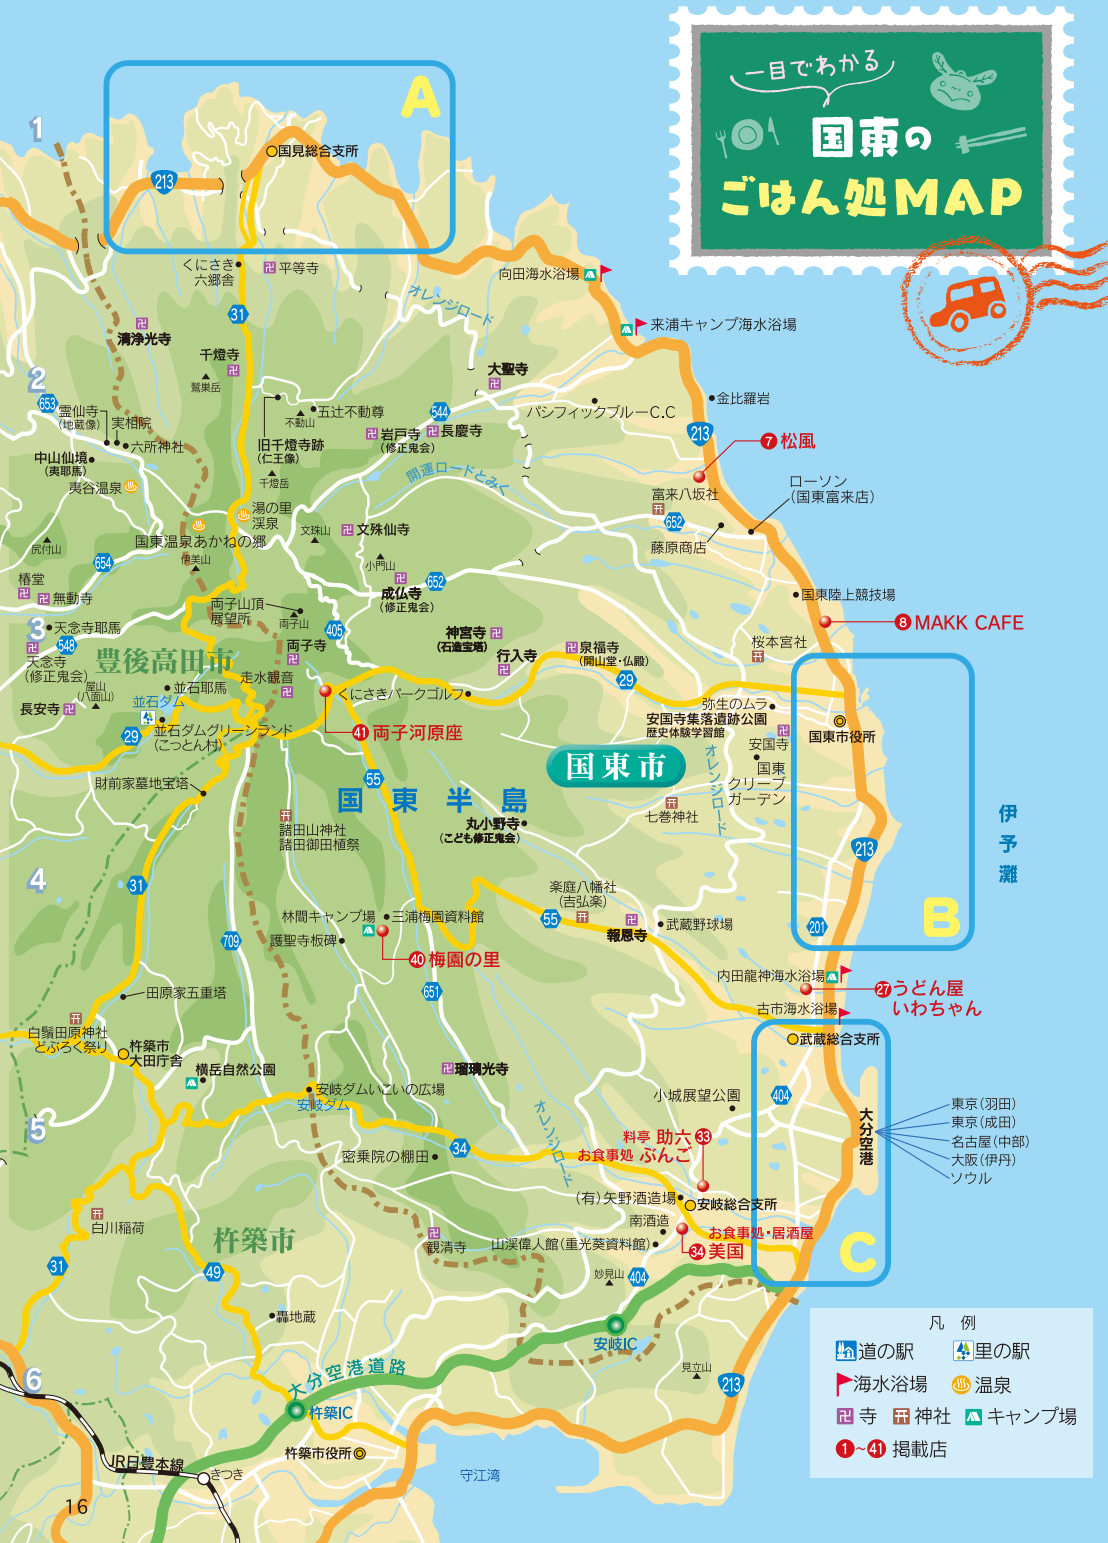 一目でわかる
国東の
ごはん処MAP
1
A
213
国見総合支所
くにさき
六郷舎
平等寺
向田海水浴場
オレンジロード
31
来浦キャンプ海水浴場
清浄光寺
千燈寺
鷲巣岳
大聖寺
2
653
霊仙寺
(地蔵像)
実相院
六所神社
不動山
五辻不動尊
544
パシフィックブルーC.C
金比羅岩
213
7 松風
旧千燈寺跡
(仁王像)
岩戸寺
(修正鬼会)
長慶寺
中山仙境
(夷耶馬)
夷谷温泉
千燈岳
開運ロードとみく
富来八坂社
ローソン
(国東富来店)
湯の里
渓泉
文珠山
文殊仙寺
652
藤原商店
国東温泉あかねの郷
尻付山
伊美山
小門山
654
成仏寺
(修正鬼会)
652
椿堂
無動寺
両子山頂
展望所
両子山
国東陸上競技場
8 MAKK CAFE
3
天念寺耶馬
548
405
神宮寺
(石造宝塔)
泉福寺
(開山堂・仏殿)
桜本宮社
天念寺
(修正鬼会)
豊後高田市
両子寺
行入寺
走水観音
29
屋山
(八面山)
並石耶馬
並石ダム
くにさきパークゴルフ
弥生のムラ
安国寺集落遺跡公園
歴史体験学習館
長安寺
29
並石ダムグリーンランド
(こっとん村)
41 両子河原座
安国寺
国東市役所
国東市
オレンジロード
国東
クリーブ
ガーデン
財前家墓地宝塔
55
国東半島
七巻神社
伊予灘
諸田山神社
諸田御田植祭
丸小野寺
(こども修正鬼会)
213
4
31
楽庭八幡社
(吉弘楽)
林間キャンプ場
三浦梅園資料館
55
武蔵野球場
201
B
709
護聖寺板碑
報恩寺
40 梅園の里
内田龍神海水浴場
651
27 うどん屋
いわちゃん
田原家五重塔
古市海水浴場
白鬚田原神社
どぶろく祭り
杵築市
大田庁舎
武蔵総合支所
横岳自然公園
瑠璃光寺
安岐ダムいこいの広場
安岐ダム
小城展望公園
404
5
オレンジロード
大分空港
東京(羽田)
東京(成田)
名古屋(中部)
大阪(伊丹)
ソウル
34
料亭 助六 33
お食事処 ぶんご
密乗院の棚田
(有)矢野酒造場
安岐総合支所
白川稲荷
杵築市
南酒造
お食事処・居酒屋
34 美国
観清寺
山渓偉人館(重光葵資料館)
C
31
49
妙見山
404
轟地蔵
安岐IC
大分空港道路
見立山
213
6
杵築IC
杵築市役所
JR日豊本線
きつき
守江湾
16
凡 例
道の駅
里の駅
海水浴場
温泉
寺
神社
キャンプ場
1~41 掲載店